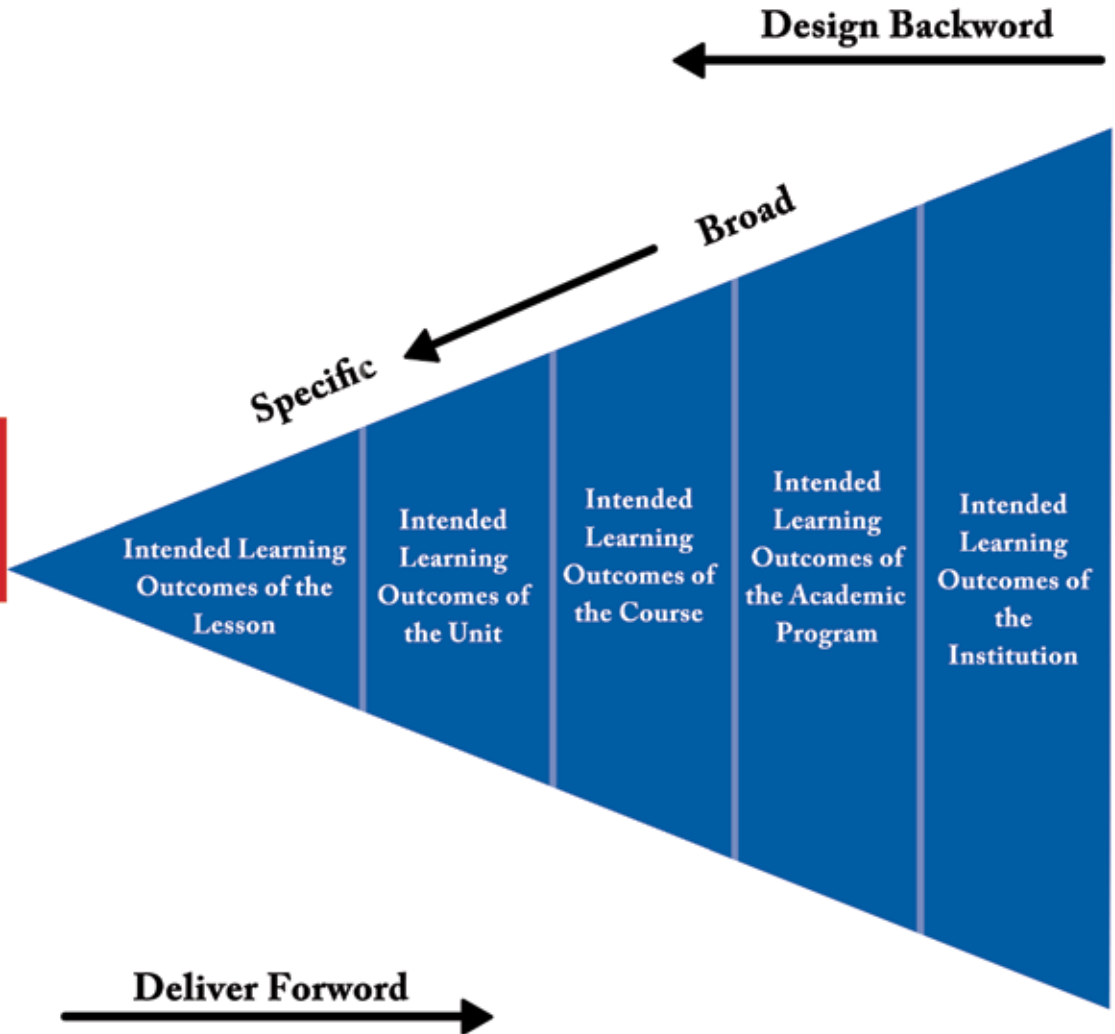 Design Backword
Broad
Specific
Intended Learning
Outcomes of the
Lesson
Intended
Learning
Outcomes of
the Unit
Intended
Learning
Outcomes of
the Course
Intended
Learning
Outcomes of
the Academic
Program
Intended
Learning
Outcomes of
the
Institution
Deliver Forword